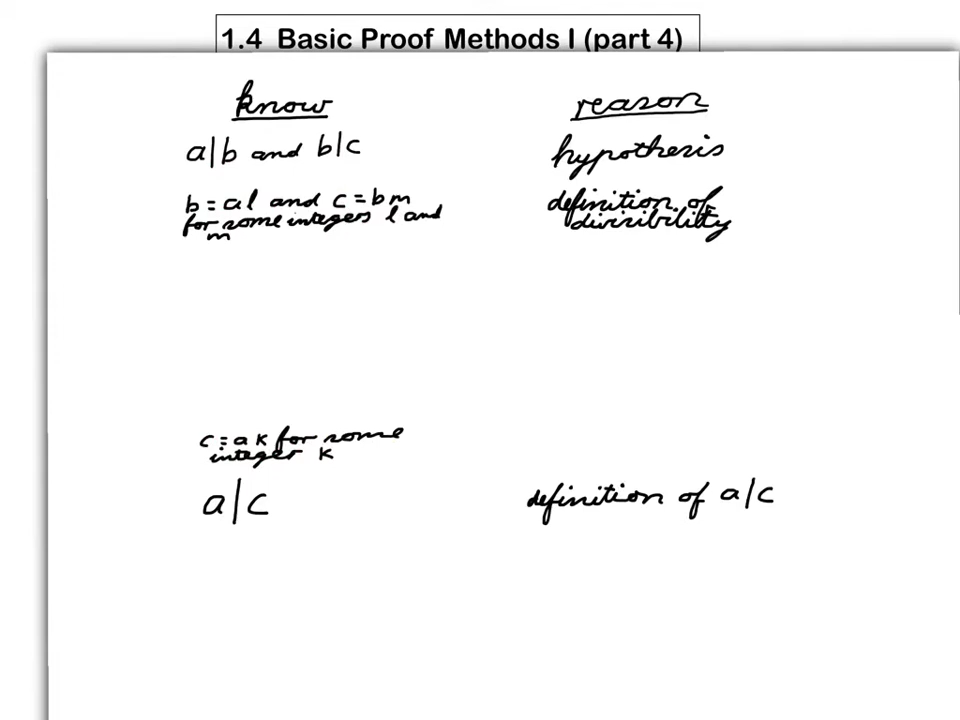 1.4 Basic Proof Methods I (part 4)
know reason
a|b and b|c hypothesis
b = al and c = bm definition of
for some integers l and divisibility
m
c = ak for some
integer k
a|c definition of a|c